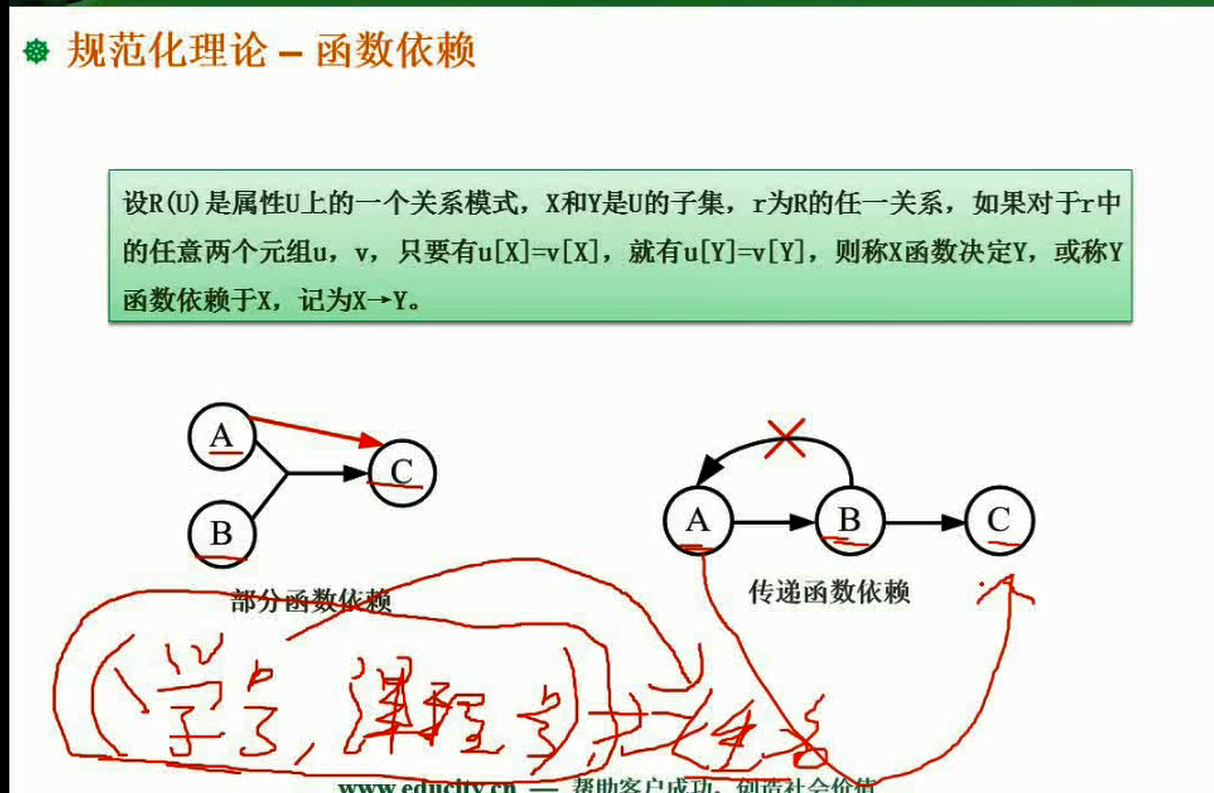 规范化理论 – 函数依赖
设R(U)是属性U上的一个关系模式，X和Y是U的子集，r为R的任一关系，如果对于r中
的任意两个元组u，v，只要有u[X]=v[X]，就有u[Y]=v[Y]，则称X函数决定Y，或称Y
函数依赖于X，记为X→Y。
A
C
B
A B C
部分函数依赖
传递函数依赖
(学号，课程号)
www.educity.cn — 帮助客户成功，创造社会价值